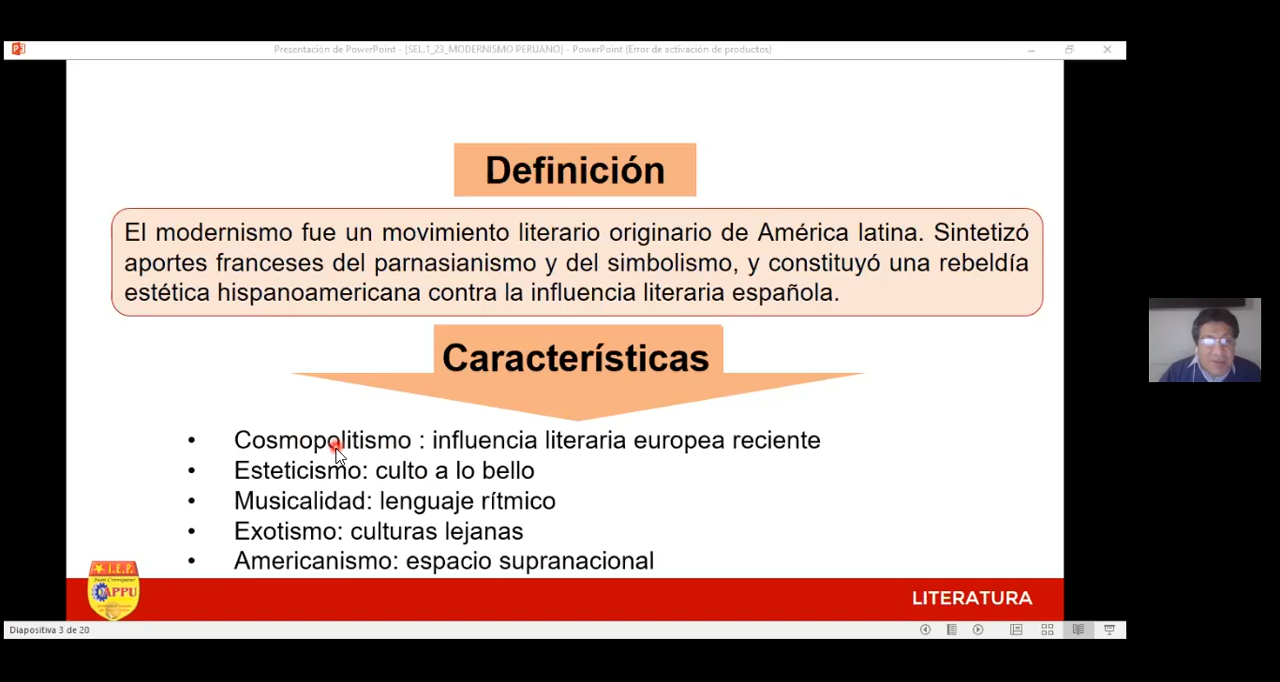 Presentación de PowerPoint - [SEL.1_23_MODERNISMO PERUANO] - PowerPoint (Error de activación de productos)
Definición
El modernismo fue un movimiento literario originario de América latina. Sintetizó
aportes franceses del parnasianismo y del simbolismo, y constituyó una rebeldía
estética hispanoamericana contra la influencia literaria española.
Características
• Cosmopolitismo : influencia literaria europea reciente
• Esteticismo: culto a lo bello
• Musicalidad: lenguaje rítmico
• Exotismo: culturas lejanas
• Americanismo: espacio supranacional
I.E.P.
APPU
LITERATURA
Diapositiva 3 de 20